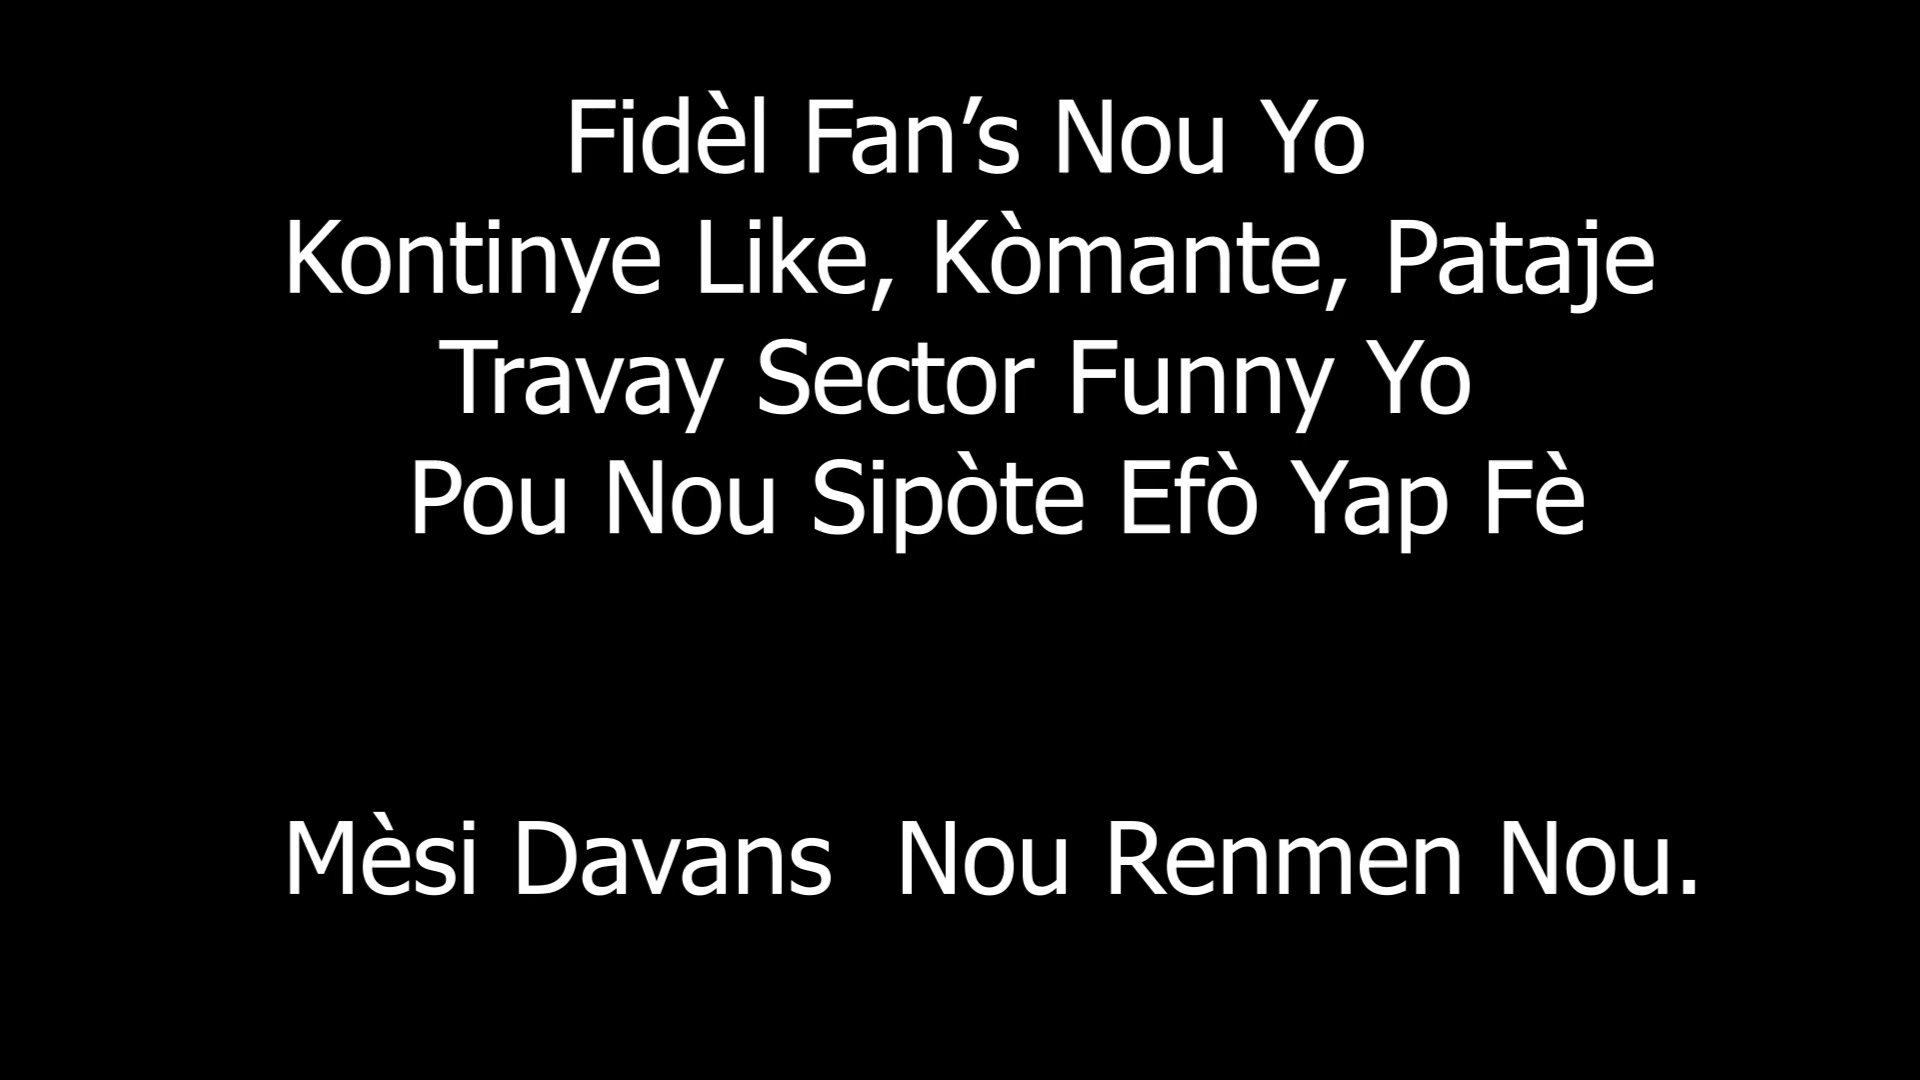 Fidèl Fan’s Nou Yo
Kontinye Like, Kòmante, Pataje
Travay Sector Funny Yo
Pou Nou Sipòte Efò Yap Fè
Mèsi Davans  Nou Renmen Nou.